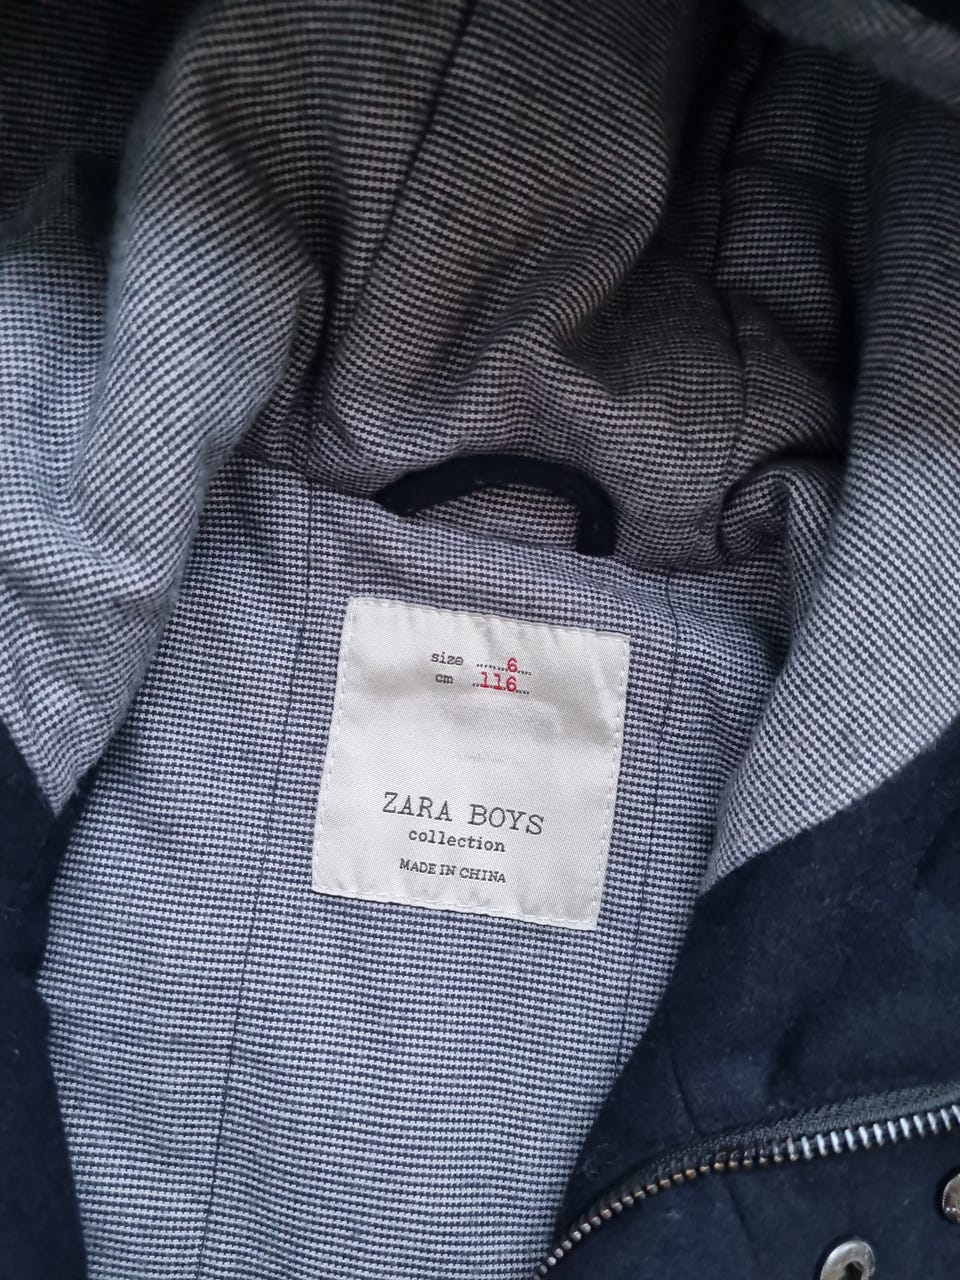 size ........6....
cm ..116....
ZARA BOYS
collection
MADE IN CHINA